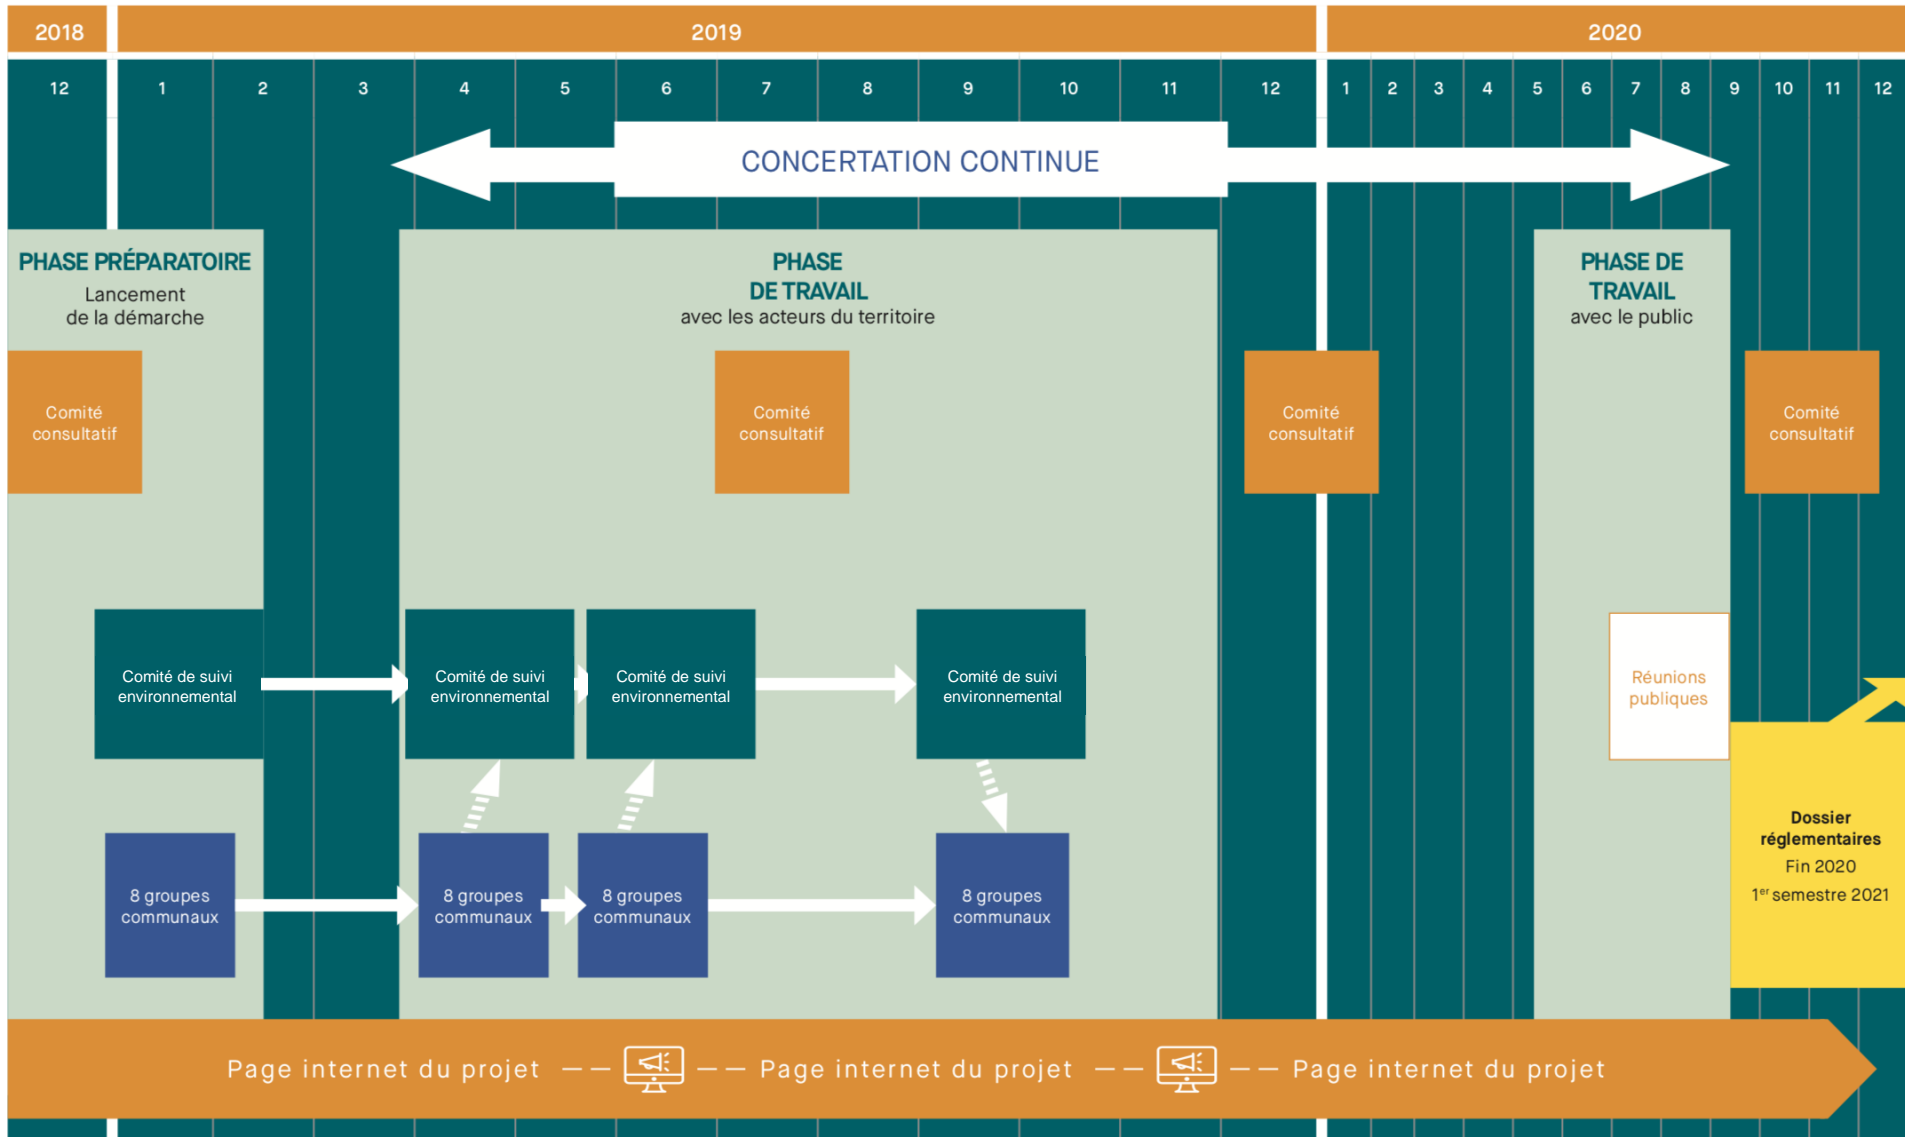 2018
2019
2020
12 1 2 3 4 5 6 7 8 9 10 11 12 1 2 3 4 5 6 7 8 9 10 11 12
CONCERTATION CONTINUE
PHASE PRÉPARATOIRE
Lancement
de la démarche
PHASE
DE TRAVAIL
avec les acteurs du territoire
PHASE DE
TRAVAIL
avec le public
Comité
consultatif
Comité
consultatif
Comité
consultatif
Comité
consultatif
Comité de suivi
environnemental
Comité de suivi
environnemental
Comité de suivi
environnemental
Comité de suivi
environnemental
Réunions
publiques
8 groupes
communaux
8 groupes
communaux
8 groupes
communaux
8 groupes
communaux
Dossier
réglementaires
Fin 2020
1er semestre 2021
Page internet du projet
Page internet du projet
Page internet du projet